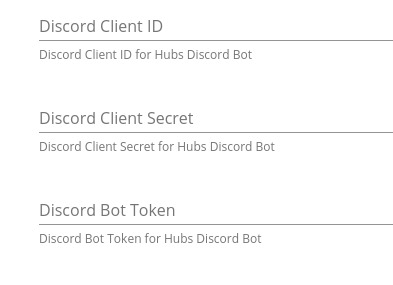 Discord Client ID
Discord Client ID for Hubs Discord Bot
Discord Client Secret
Discord Client Secret for Hubs Discord Bot
Discord Bot Token
Discord Bot Token for Hubs Discord Bot